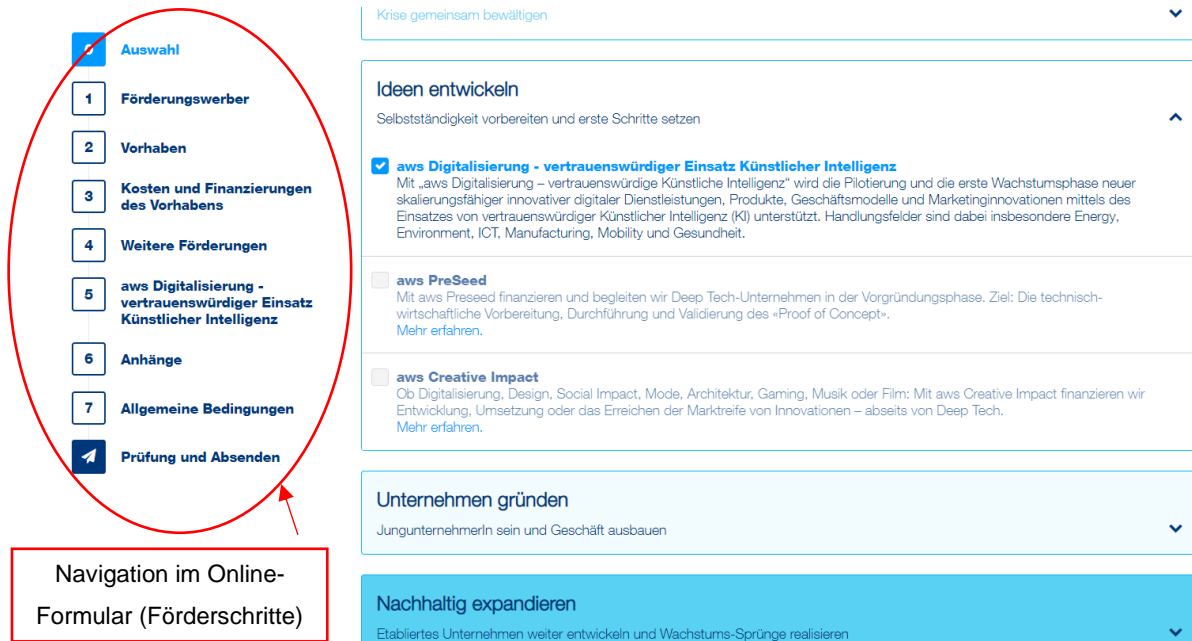 0 Auswahl
1 Förderungswerber
2 Vorhaben
3 Kosten und Finanzierungen
des Vorhabens
4 Weitere Förderungen
5 aws Digitalisierung -
vertrauenswürdiger Einsatz
Künstlicher Intelligenz
6 Anhänge
7 Allgemeine Bedingungen
Prüfung und Absenden
Navigation im Online-
Formular (Förderschritte)
Krise gemeinsam bewältigen
Ideen entwickeln
Selbstständigkeit vorbereiten und erste Schritte setzen
aws Digitalisierung - vertrauenswürdiger Einsatz Künstlicher Intelligenz
Mit „aws Digitalisierung – vertrauenswürdige Künstliche Intelligenz“ wird die Pilotierung und die erste Wachstumsphase neuer
skalierungsfähiger innovativer digitaler Dienstleistungen, Produkte, Geschäftsmodelle und Marketinginnovationen mittels des
Einsatzes von vertrauenswürdiger Künstlicher Intelligenz (KI) unterstützt. Handlungsfelder sind dabei insbesondere Energy,
Environment, ICT, Manufacturing, Mobility und Gesundheit.
aws PreSeed
Mit aws Preseed finanzieren und begleiten wir Deep Tech-Unternehmen in der Vorgründungsphase. Ziel: Die technisch-
wirtschaftliche Vorbereitung, Durchführung und Validierung des «Proof of Concept».
Mehr erfahren.
aws Creative Impact
Ob Digitalisierung, Design, Social Impact, Mode, Architektur, Gaming, Musik oder Film: Mit aws Creative Impact finanzieren wir
Entwicklung, Umsetzung oder das Erreichen der Marktreife von Innovationen – abseits von Deep Tech.
Mehr erfahren.
Unternehmen gründen
JungunternehmerIn sein und Geschäft ausbauen
Nachhaltig expandieren
Etabliertes Unternehmen weiter entwickeln und Wachstums-Sprünge realisieren